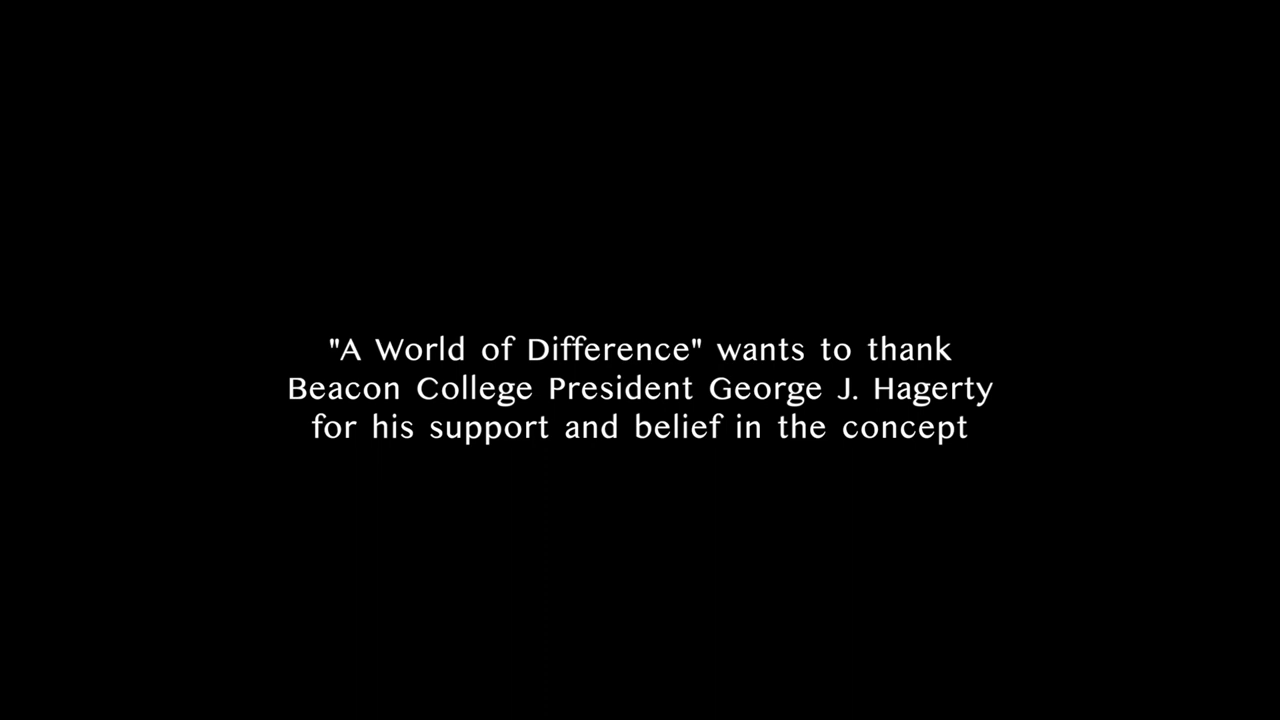 "A World of Difference" wants to thank
Beacon College President George J. Hagerty
for his support and belief in the concept